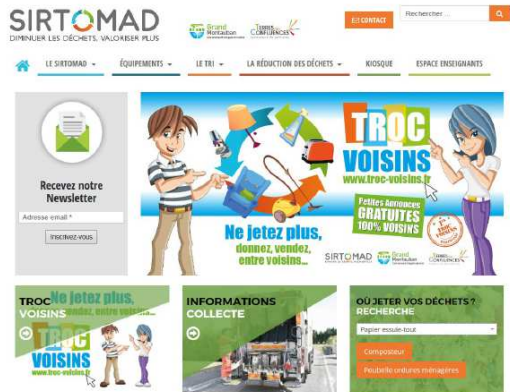 SIRTOMAD
DIMINUER LES DÉCHETS, VALORISER PLUS
Grand
Montauban
CONFLUENCES
CONTACT
Rechercher ...
LE SIRTOMAD
ÉQUIPEMENTS
LE TRI
LA RÉDUCTION DES DÉCHETS
KIOSQUE
ESPACE ENSEIGNANTS
Recevez notre
Newsletter
Adresse email *
INSCRIVEZ-VOUS
TROC
VOISINS
www.troc-voisins.fr
Petites Annonces
GRATUITES
100% VOISINS
Ne jetez plus,
donnez, vendez,
entre voisins...
SIRTOMAD
Grand
Montauban
CONFLUENCES
TROC
VOISINS
Ne jetez plus,
TROC
VOISINS
www.troc-voisins.fr
INFORMATIONS
COLLECTE
OÙ JETER VOS DÉCHETS ?
RECHERCHE
Papier essuie-tout
Composteur
Poubelle ordures ménagères